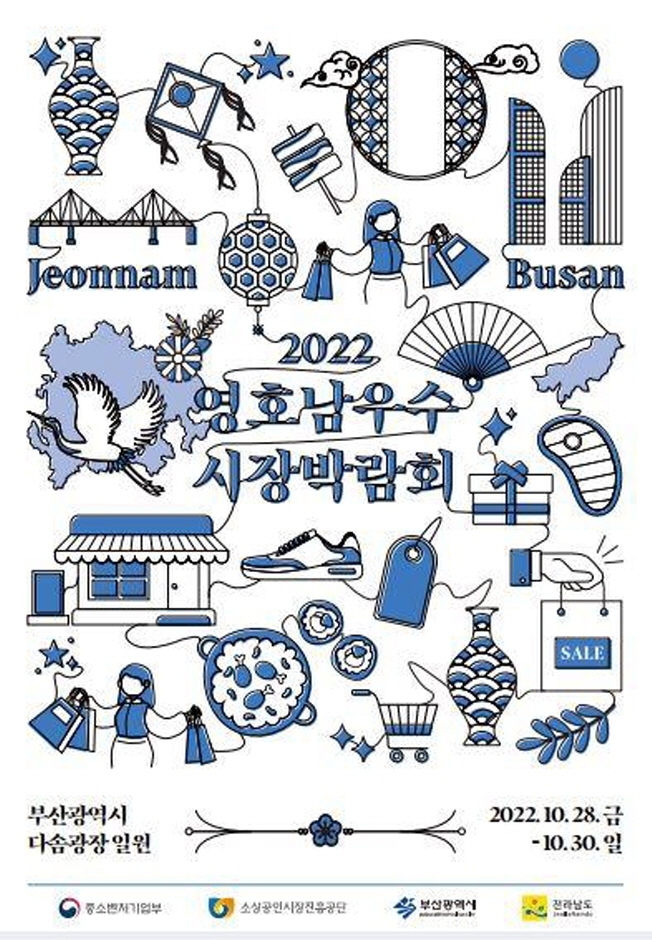 Jeonnam
Busan
2022
영호남우수
시장박람회
SALE
부산광역시
다솜광장 일원
2022. 10. 28. 금
- 10. 30. 일
중소벤처기업부
소상공인시장진흥공단
부산광역시
전라남도